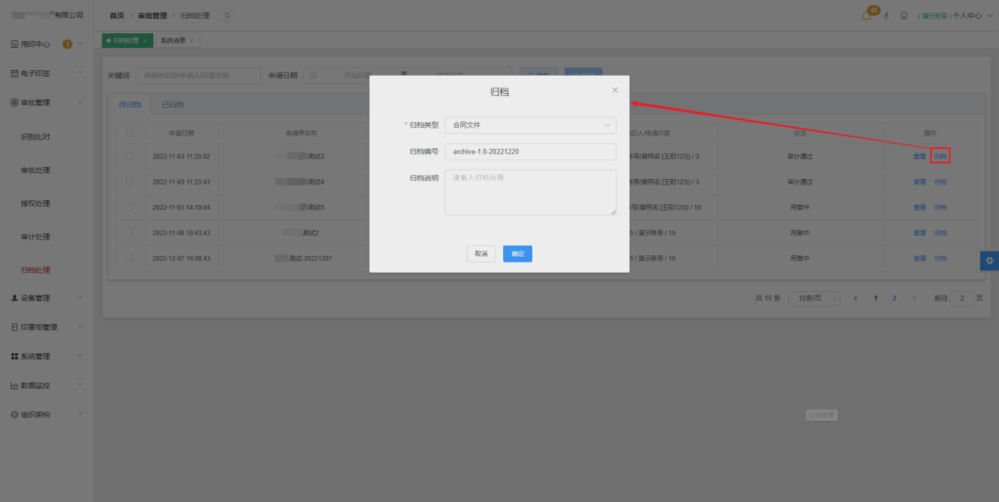 有限公司
首页 审批管理 归档处理
46
(演示账号) 个人中心
归档处理 × 系统消息 ×
用印中心 3
电子印签
审批管理
识别比对
审批处理
授权处理
审计处理
归档处理
设备管理
印章柜管理
系统管理
数据监控
组织架构
关键词 申请单名称/申请人/印章名称 申请日期 开始日期 至 结束日期
待归档 已归档
申请日期 申请单名称 印人/申请次数 状态 操作
2022-11-03 11:20:02 测试3 账号(曾用名:[王阳123]) / 3 审计通过 查看 归档
2022-11-03 11:23:43 测试4 账号(曾用名:[王阳123]) / 3 审计通过 查看 归档
2022-11-03 14:10:04 测试5 号(曾用名:[王阳123]) / 10 用章中 查看 归档
2022-11-08 10:43:43 测试2 5 / 演示账号 / 10 用章中 查看 归档
2022-12-07 10:08:43 测试-20221207 5 / 演示账号 / 10 用章中 查看 归档
共 15 条 10条/页 1 2 前往 2 页
归档
* 归档类型 合同文件
归档编号 archive-1.0-20221220
归档说明 请输入归档说明
取消 确定
归档处理